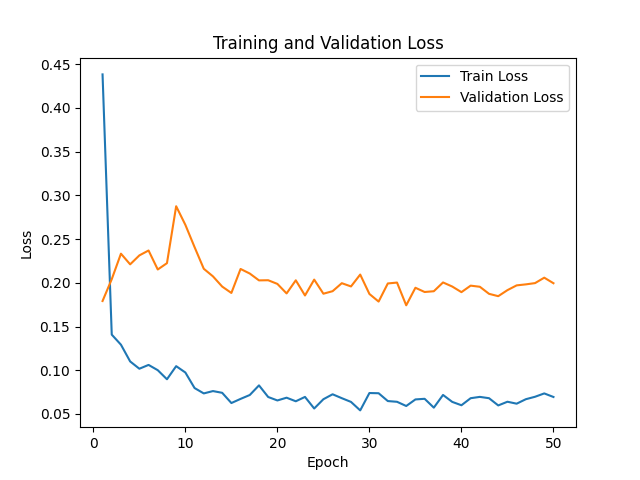 Training and Validation Loss
Train Loss
Validation Loss
0.45
0.40
0.35
0.30
0.25
0.20
0.15
0.10
0.05
Loss
0 10 20 30 40 50
Epoch